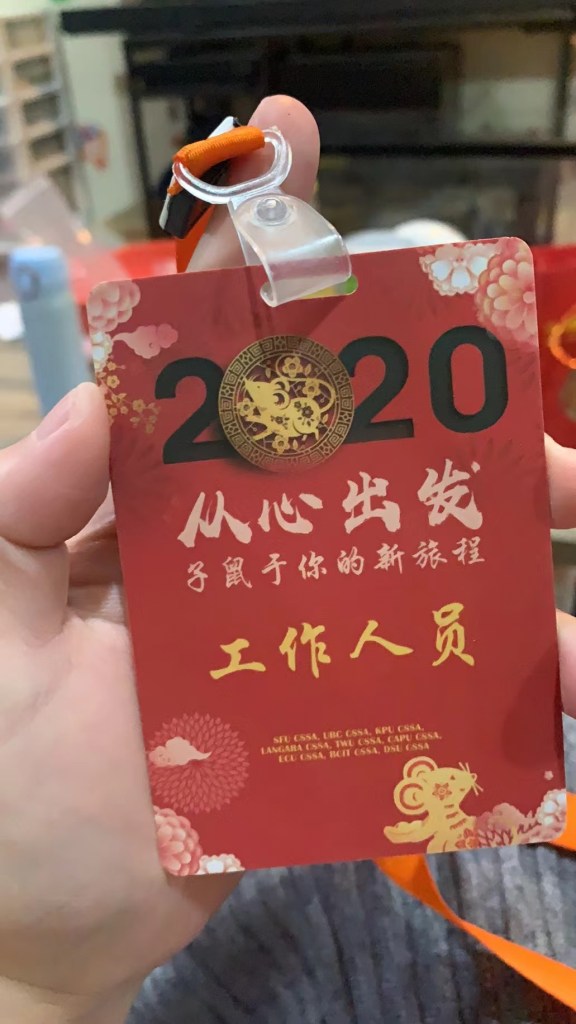 2020
从心出发
子鼠于你的新旅程
工作人员
SFU CSSA, UBC CSSA, KPU CSSA,
LANGARA CSSA, TWU CSSA, CAPU CSSA,
ECU CSSA, BCIT CSSA, DSU CSSA